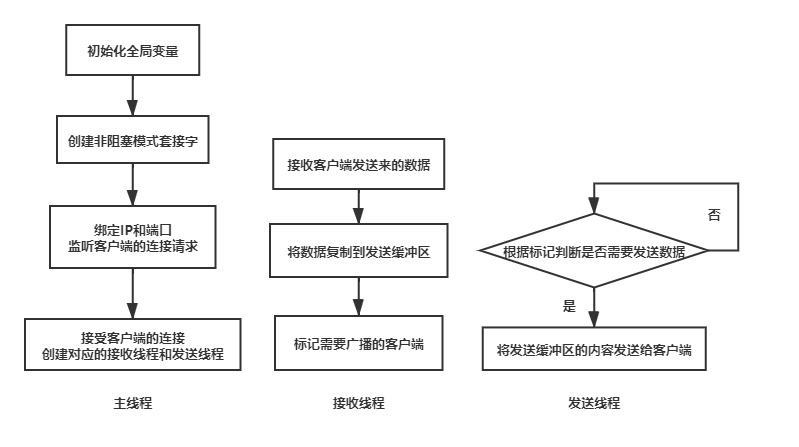 初始化全局变量
创建非阻塞模式套接字
绑定IP和端口
监听客户端的连接请求
接受客户端的连接
创建对应的接收线程和发送线程
主线程
接收客户端发送来的数据
将数据复制到发送缓冲区
标记需要广播的客户端
接收线程
否
根据标记判断是否需要发送数据
是
将发送缓冲区的内容发送给客户端
发送线程